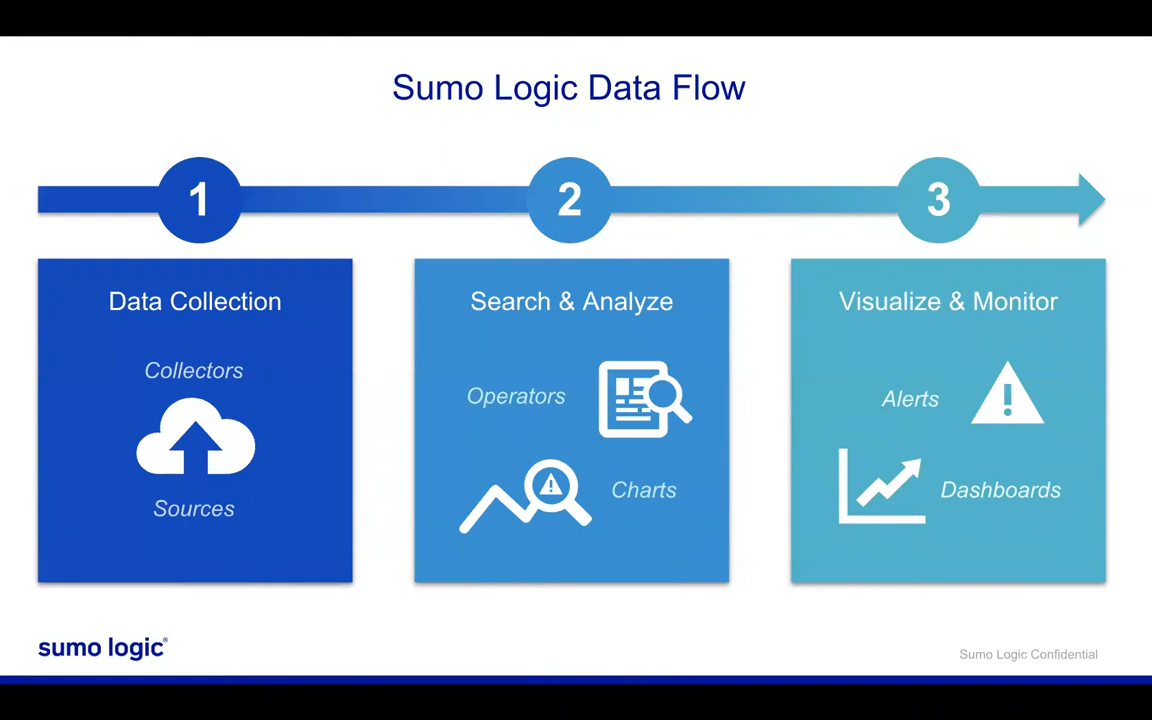 Sumo Logic Data Flow
1
2
3
Data Collection
Collectors
Sources
Search & Analyze
Operators
Charts
Visualize & Monitor
Alerts
Dashboards
sumo logic®
Sumo Logic Confidential